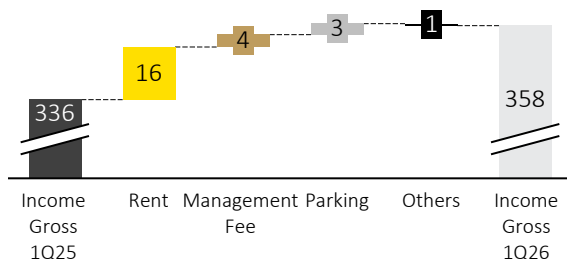 336
16
4
3
1
358
Income
Gross
1Q25
Rent
Management
Fee
Parking
Others
Income
Gross
1Q26